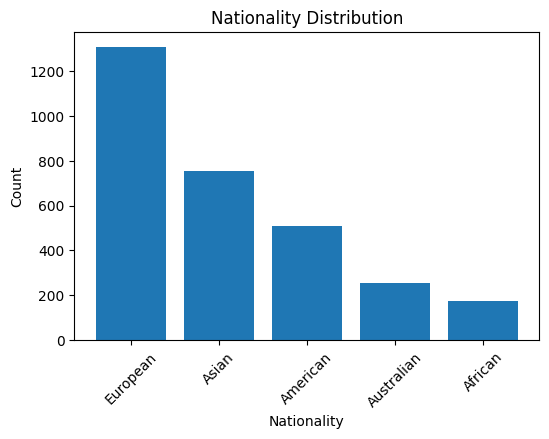 Nationality Distribution
1200
1000
800
600
400
200
0
Count
European
Asian
American
Australian
African
Nationality